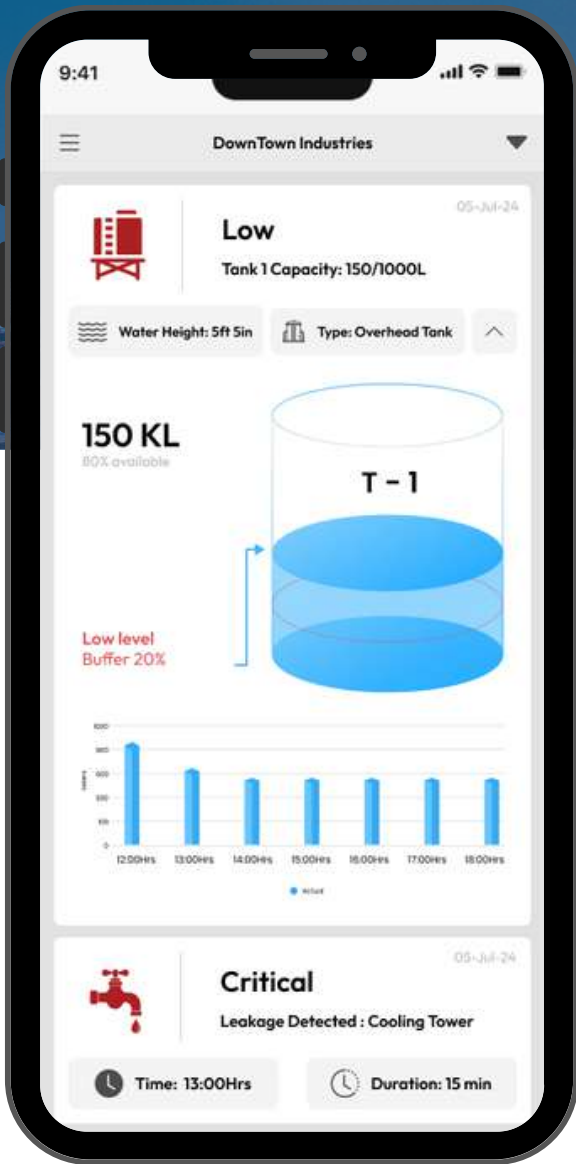 9:41
DownTown Industries
05-Jul-24
Low
Tank 1 Capacity: 150/1000L
Water Height: 5ft 5in
Type: Overhead Tank
150 KL
80% available
T - 1
Low level
Buffer 20%
0
12:00Hrs 13:00Hrs 14:00Hrs 15:00Hrs 16:00Hrs 17:00Hrs 18:00Hrs
Actual
05-Jul-24
Critical
Leakage Detected : Cooling Tower
Time: 13:00Hrs
Duration: 15 min